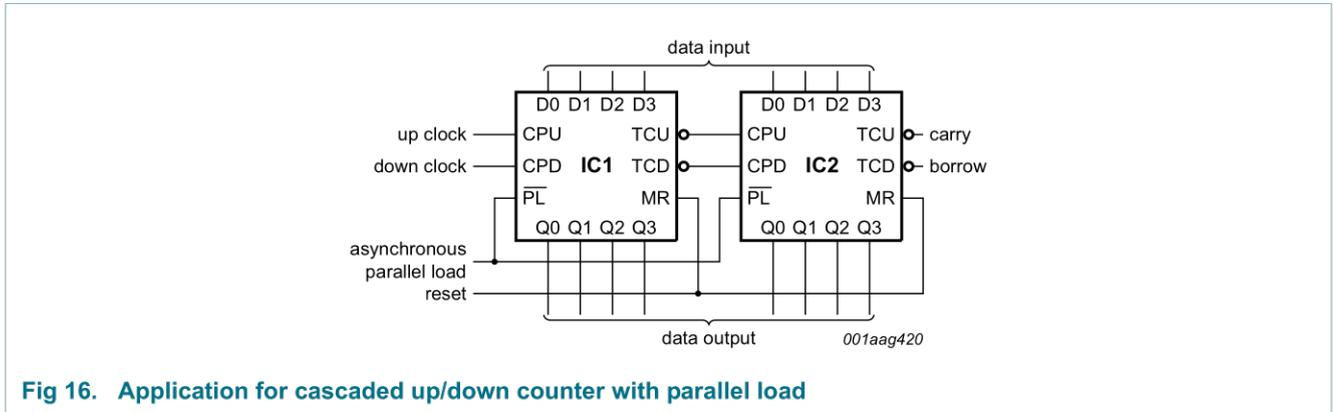 data input
D0 D1 D2 D3 D0 D1 D2 D3
up clock CPU TCU CPU TCU carry
down clock CPD IC1 TCD CPD IC2 TCD borrow
PL MR PL MR
Q0 Q1 Q2 Q3 Q0 Q1 Q2 Q3
asynchronous
parallel load
reset
data output 001aag420
Fig 16. Application for cascaded up/down counter with parallel load